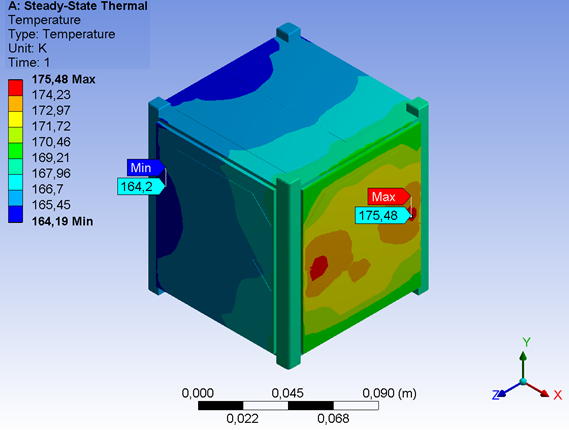 A: Steady-State Thermal
Temperature
Type: Temperature
Unit: K
Time: 1
175,48 Max
174,23
172,97
171,72
170,46
169,21
167,96
166,7
165,45
164,19 Min
Min
164,2
Max
175,48
0,000
0,045
0,090 (m)
0,022
0,068
Y
Z
X